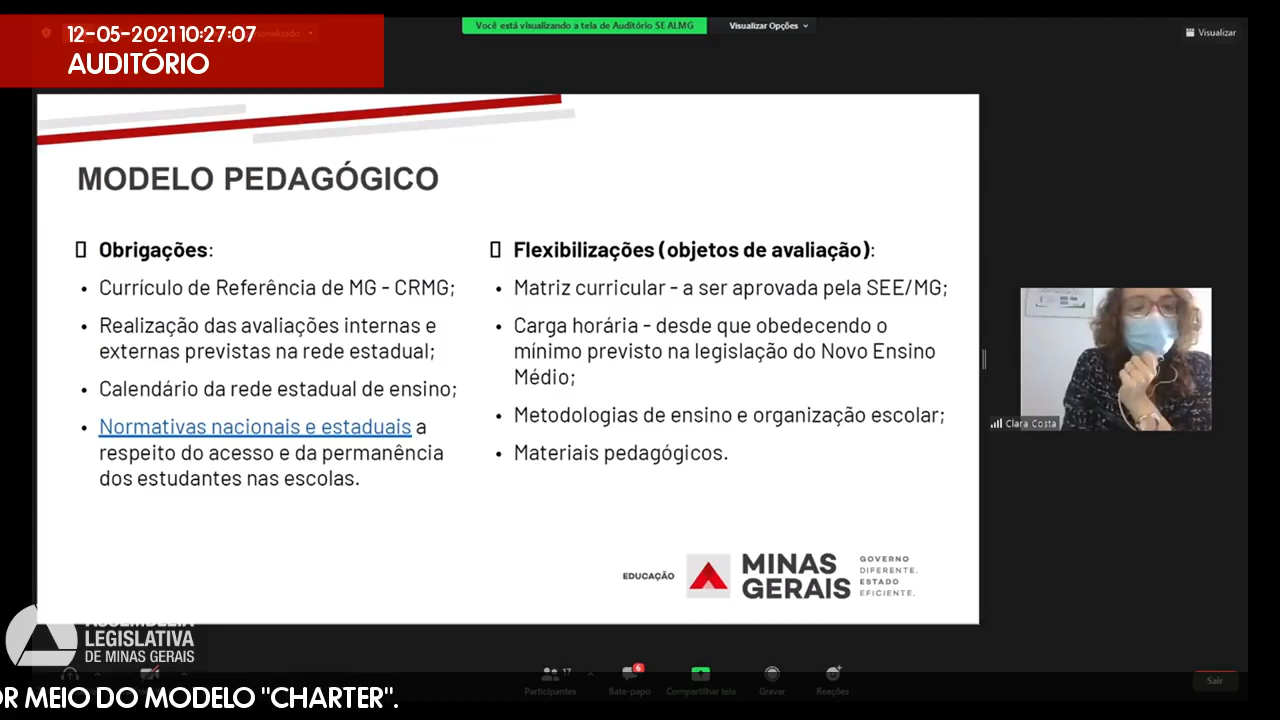 12-05-2021 10:27:07
AUDITÓRIO
Você está visualizando a tela de Auditório SE ALMG
Visualizar Opções
Visualizar
MODELO PEDAGÓGICO
Obrigações:
• Currículo de Referência de MG - CRMG;
• Realização das avaliações internas e
externas previstas na rede estadual;
• Calendário da rede estadual de ensino;
• Normativas nacionais e estaduais a
respeito do acesso e da permanência
dos estudantes nas escolas.
Flexibilizações (objetos de avaliação):
• Matriz curricular - a ser aprovada pela SEE/MG;
• Carga horária - desde que obedecendo o
mínimo previsto na legislação do Novo Ensino
Médio;
• Metodologias de ensino e organização escolar;
• Materiais pedagógicos.
Clara Costa
EDUCAÇÃO
MINAS
GERAIS
GOVERNO
DIFERENTE.
ESTADO
EFICIENTE.
ASSEMBLEIA
LEGISLATIVA
DE MINAS GERAIS
17
6
Participantes
Bate-papo
Compartilhar tela
Gravar
Reações
Sair
OR MEIO DO MODELO "CHARTER".